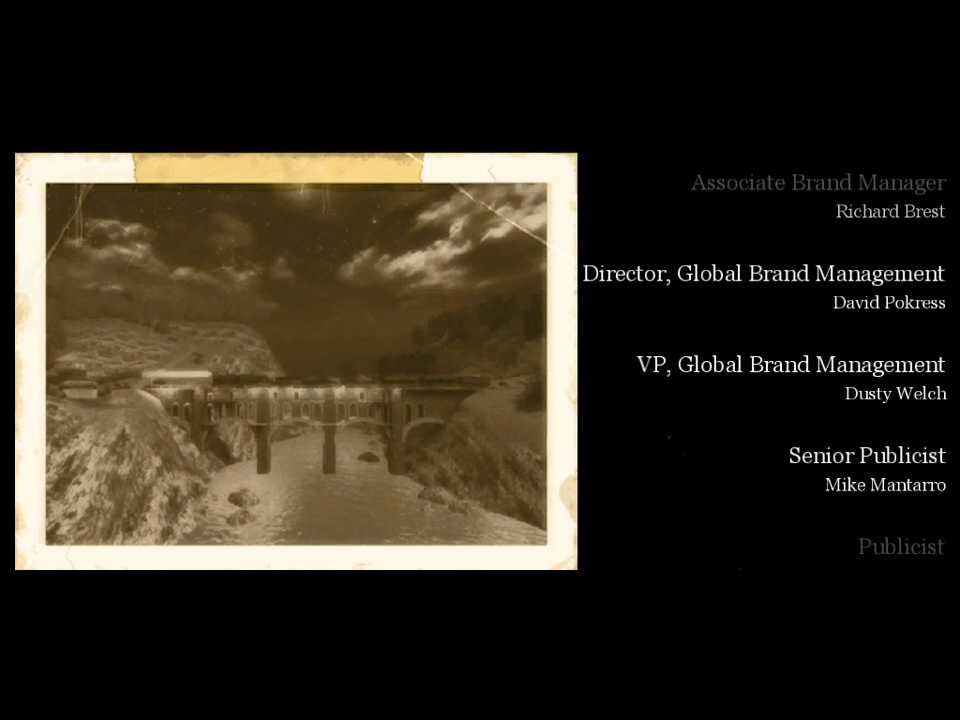 Associate Brand Manager
Richard Brest
Director, Global Brand Management
David Pokress
VP, Global Brand Management
Dusty Welch
Senior Publicist
Mike Mantarro
Publicist